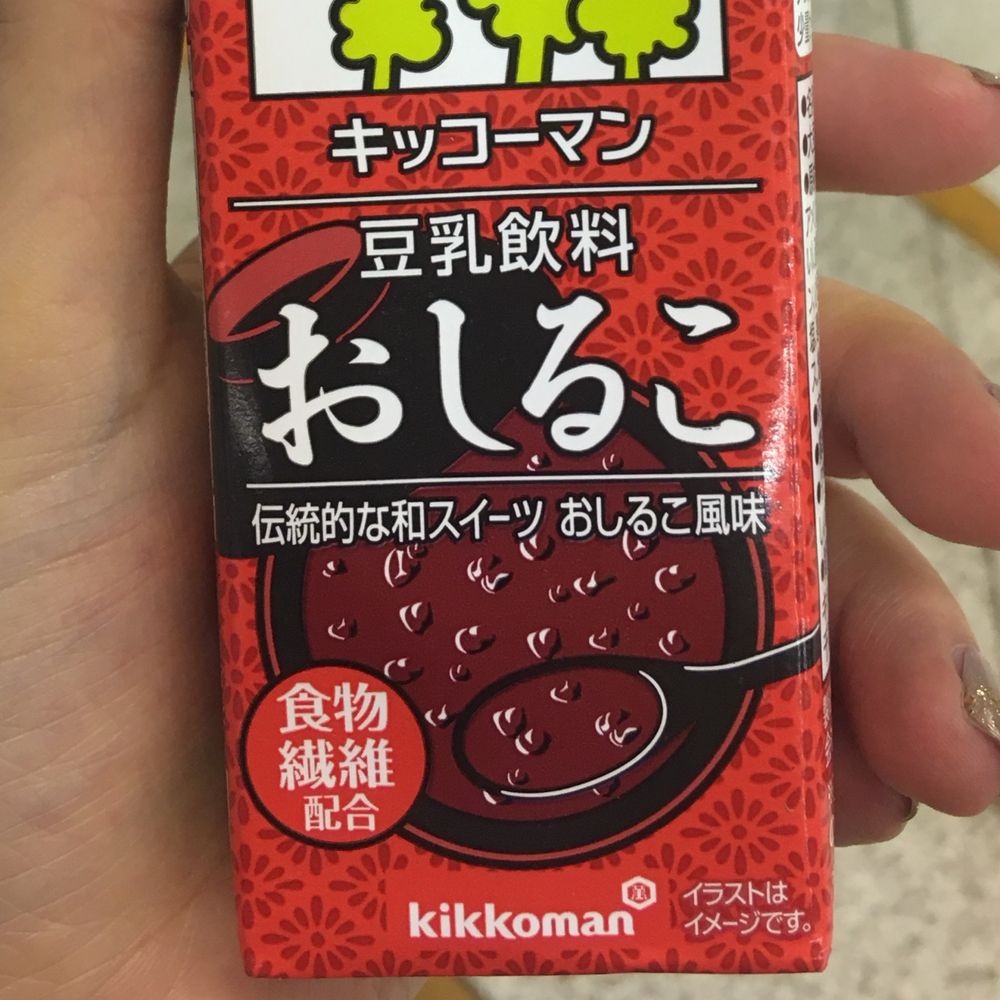 キッコーマン
豆乳飲料
おしるこ
伝統的な和スイーツ おしるこ風味
食物
繊維
配合
kikkoman
イラストは
イメージです。